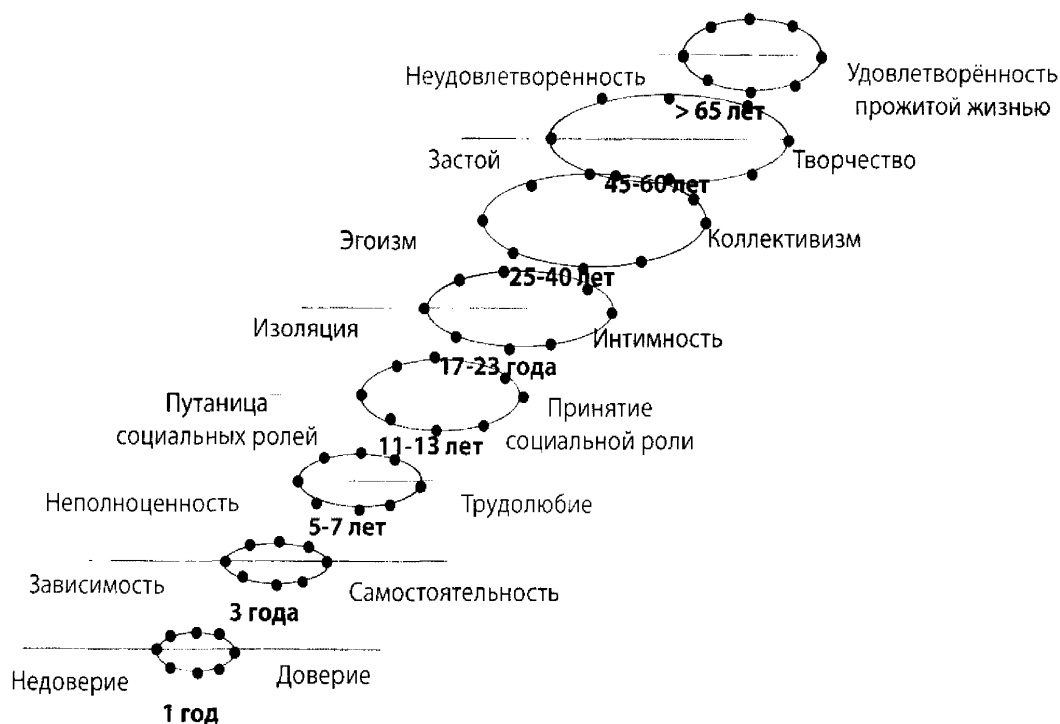 Неудовлетворенность
Удовлетворённость
прожитой жизнью
> 65 лет
Застой
Творчество
45-60 лет
Эгоизм
Коллективизм
25-40 лет
Изоляция
Интимность
17-23 года
Путаница
социальных ролей
Принятие
социальной роли
11-13 лет
Неполноценность
Трудолюбие
5-7 лет
Зависимость
Самостоятельность
3 года
Недоверие
Доверие
1 год